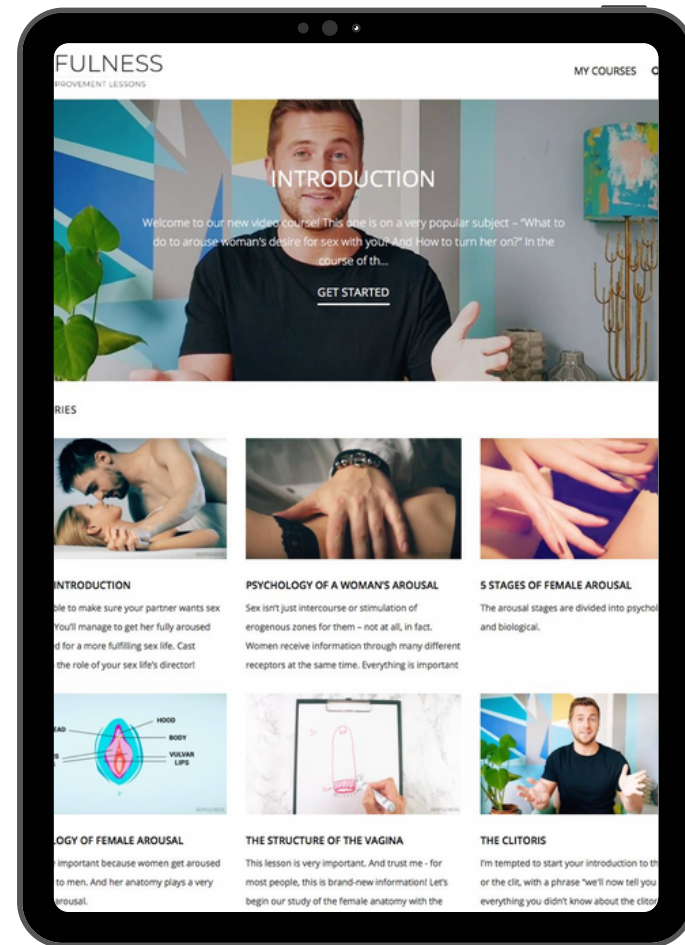 FULNESS
PROVEMENT LESSONS
MY COURSES
INTRODUCTION
Welcome to our new video course! This one is on a very popular subject – "What to
do to arouse woman's desire for sex with you? And How to turn her on?" In the
course of th...
GET STARTED
RIES
INTRODUCTION
ble to make sure your partner wants sex
You'll manage to get her fully aroused
d for a more fulfilling sex life. Cast
the role of your sex life's director!
PSYCHOLOGY OF A WOMAN'S AROUSAL
Sex isn't just intercourse or stimulation of
erogenous zones for them – not at all, in fact.
Women receive information through many different
receptors at the same time. Everything is important
5 STAGES OF FEMALE AROUSAL
The arousal stages are divided into psychol
and biological.
HOOD
EAD
BODY
S
VULVAR
LIPS
LOGY OF FEMALE AROUSAL
important because women get aroused
to men. And her anatomy plays a very
arousal.
THE STRUCTURE OF THE VAGINA
This lesson is very important. And trust me - for
most people, this is brand-new information! Let's
begin our study of the female anatomy with the
THE CLITORIS
I'm tempted to start your introduction to th
or the clit, with a phrase "we'll now tell you
everything you didn't know about the clitor